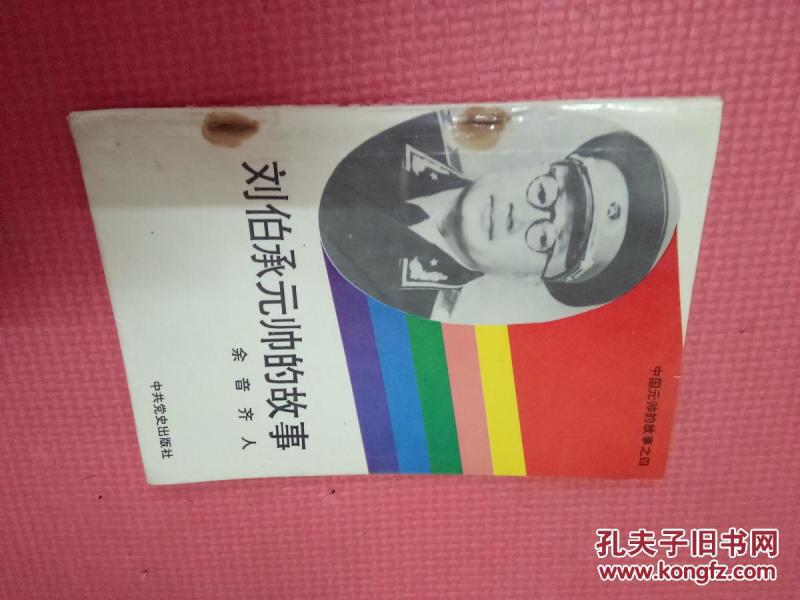 中国元帅的故事之四
刘伯承元帅的故事
余音齐人
中共党史出版社
孔夫子旧书网
www.kongfz.com